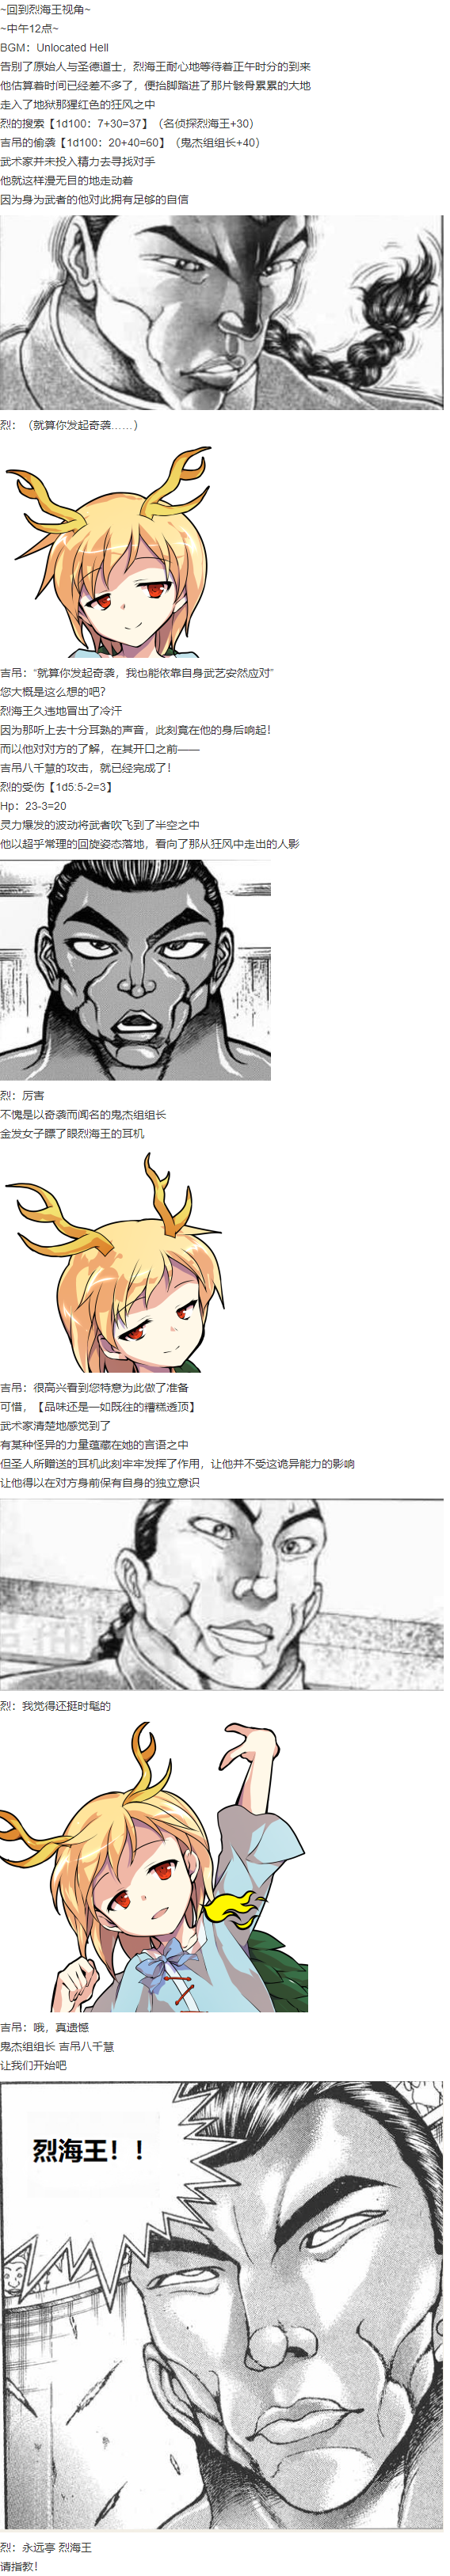 ~回到烈海王视角~
~中午12点~
BGM：Unlocated Hell
告别了原始人与圣德道士，烈海王耐心地等待着正午时分的到来
他估算着时间已经差不多了，便抬脚踏进了那片骸骨累累的大地
走入了地狱那猩红色的狂风之中
烈的搜索【1d100：7+30=37】（名侦探烈海王+30）
吉吊的偷袭【1d100：20+40=60】（鬼杰组组长+40）
武术家并未投入精力去寻找对手
他就这样漫无目的地走动着
因为身为武者的他对此拥有足够的自信
烈：（就算你发起奇袭……）
吉吊：“就算你发起奇袭，我也能依靠自身武艺安然应对”
您大概是这么想的吧？
烈海王久违地冒出了冷汗
因为那听上去十分耳熟的声音，此刻竟在他的身后响起！
而以他对对方的了解，在其开口之前——
吉吊八千慧的攻击，就已经完成了！
烈的受伤【1d5:5-2=3】
Hp：23-3=20
灵力爆发的波动将武者吹飞到了半空之中
他以超乎常理的回旋姿态落地，看向了那从狂风中走出的人影
烈：厉害
不愧是以奇袭而闻名的鬼杰组组长
金发女子瞟了眼烈海王的耳机
吉吊：很高兴看到您特意为此做了准备
可惜，【品味还是一如既往的糟糕透顶】
武术家清楚地感觉到了
有某种怪异的力量蕴藏在她的言语之中
但圣人所赠送的耳机此刻牢牢发挥了作用，让他并不受这诡异能力的影响
让他得以在对方身前保有自身的独立意识
烈：我觉得还挺时髦的
吉吊：哦，真遗憾
鬼杰组组长 吉吊八千慧
让我们开始吧
烈海王！！
烈：永远亭 烈海王
请指教！